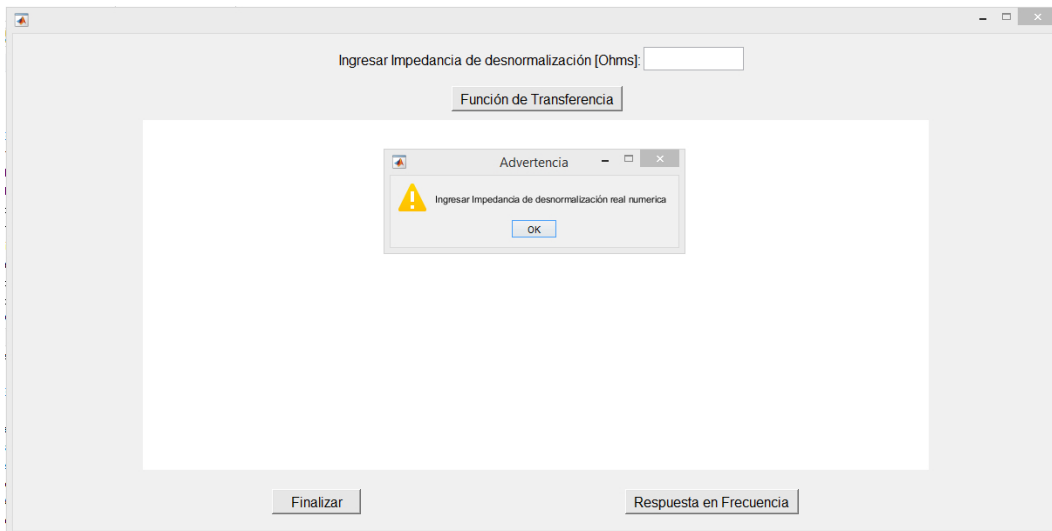 Ingresar Impedancia de desnormalización [Ohms]:
Función de Transferencia
Advertencia
Ingresar Impedancia de desnormalización real numerica
OK
Finalizar
Respuesta en Frecuencia